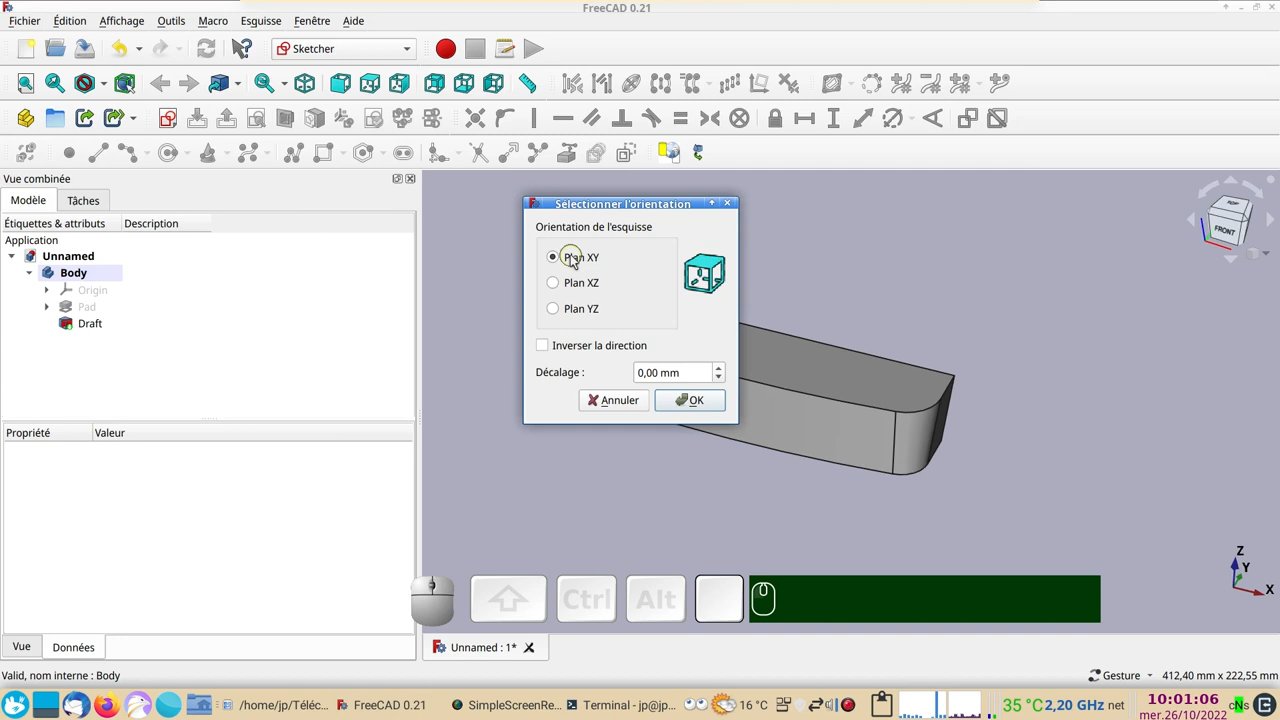 FreeCAD 0.21
Fichier Édition Affichage Outils Macro Esquisse Fenêtre Aide
Sketcher
Vue combinée
Modèle Tâches
Étiquettes & attributs Description
Application
Unnamed
Body
Origin
Pad
Draft
Propriété Valeur
Vue Données
Sélectionner l'orientation
Orientation de l'esquisse
Plan XY
Plan XZ
Plan YZ
Inverser la direction
Décalage : 0,00 mm
Annuler OK
TOP
FRONT
Z
Y
X
Ctrl Alt
Unnamed : 1*
Valid, nom interne : Body
Gesture 412,40 mm x 222,55 mm
/home/jp/Téléc... FreeCAD 0.21 SimpleScreenRe... Terminal - jp@jp... 16 °C 35°C 2,20 GHz net 10:01:06 cNs
mer.26/10/2022